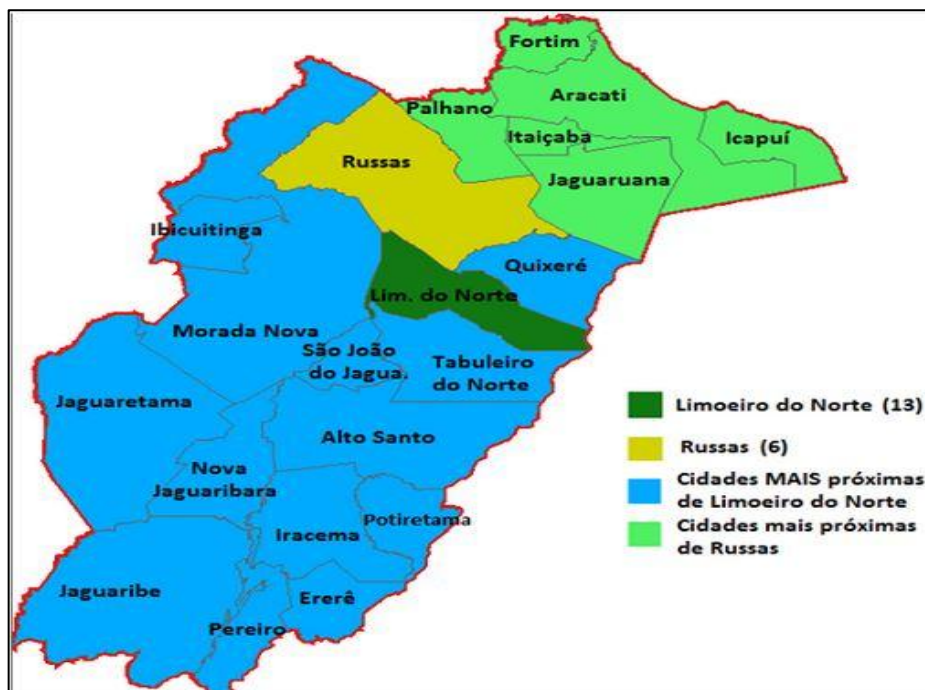 Fortim
Aracati
Palhano
Itaiçaba
Icapuí
Russas
Jaguaruana
Ibicuitinga
Quixeré
Lim. do Norte
Morada Nova
São João
do Jagua.
Tabuleiro
do Norte
Jaguaretama
Alto Santo
Nova
Jaguaribara
Potiretama
Iracema
Jaguaribe
Ererê
Pereiro
Limoeiro do Norte (13)
Russas (6)
Cidades MAIS próximas
de Limoeiro do Norte
Cidades mais próximas
de Russas